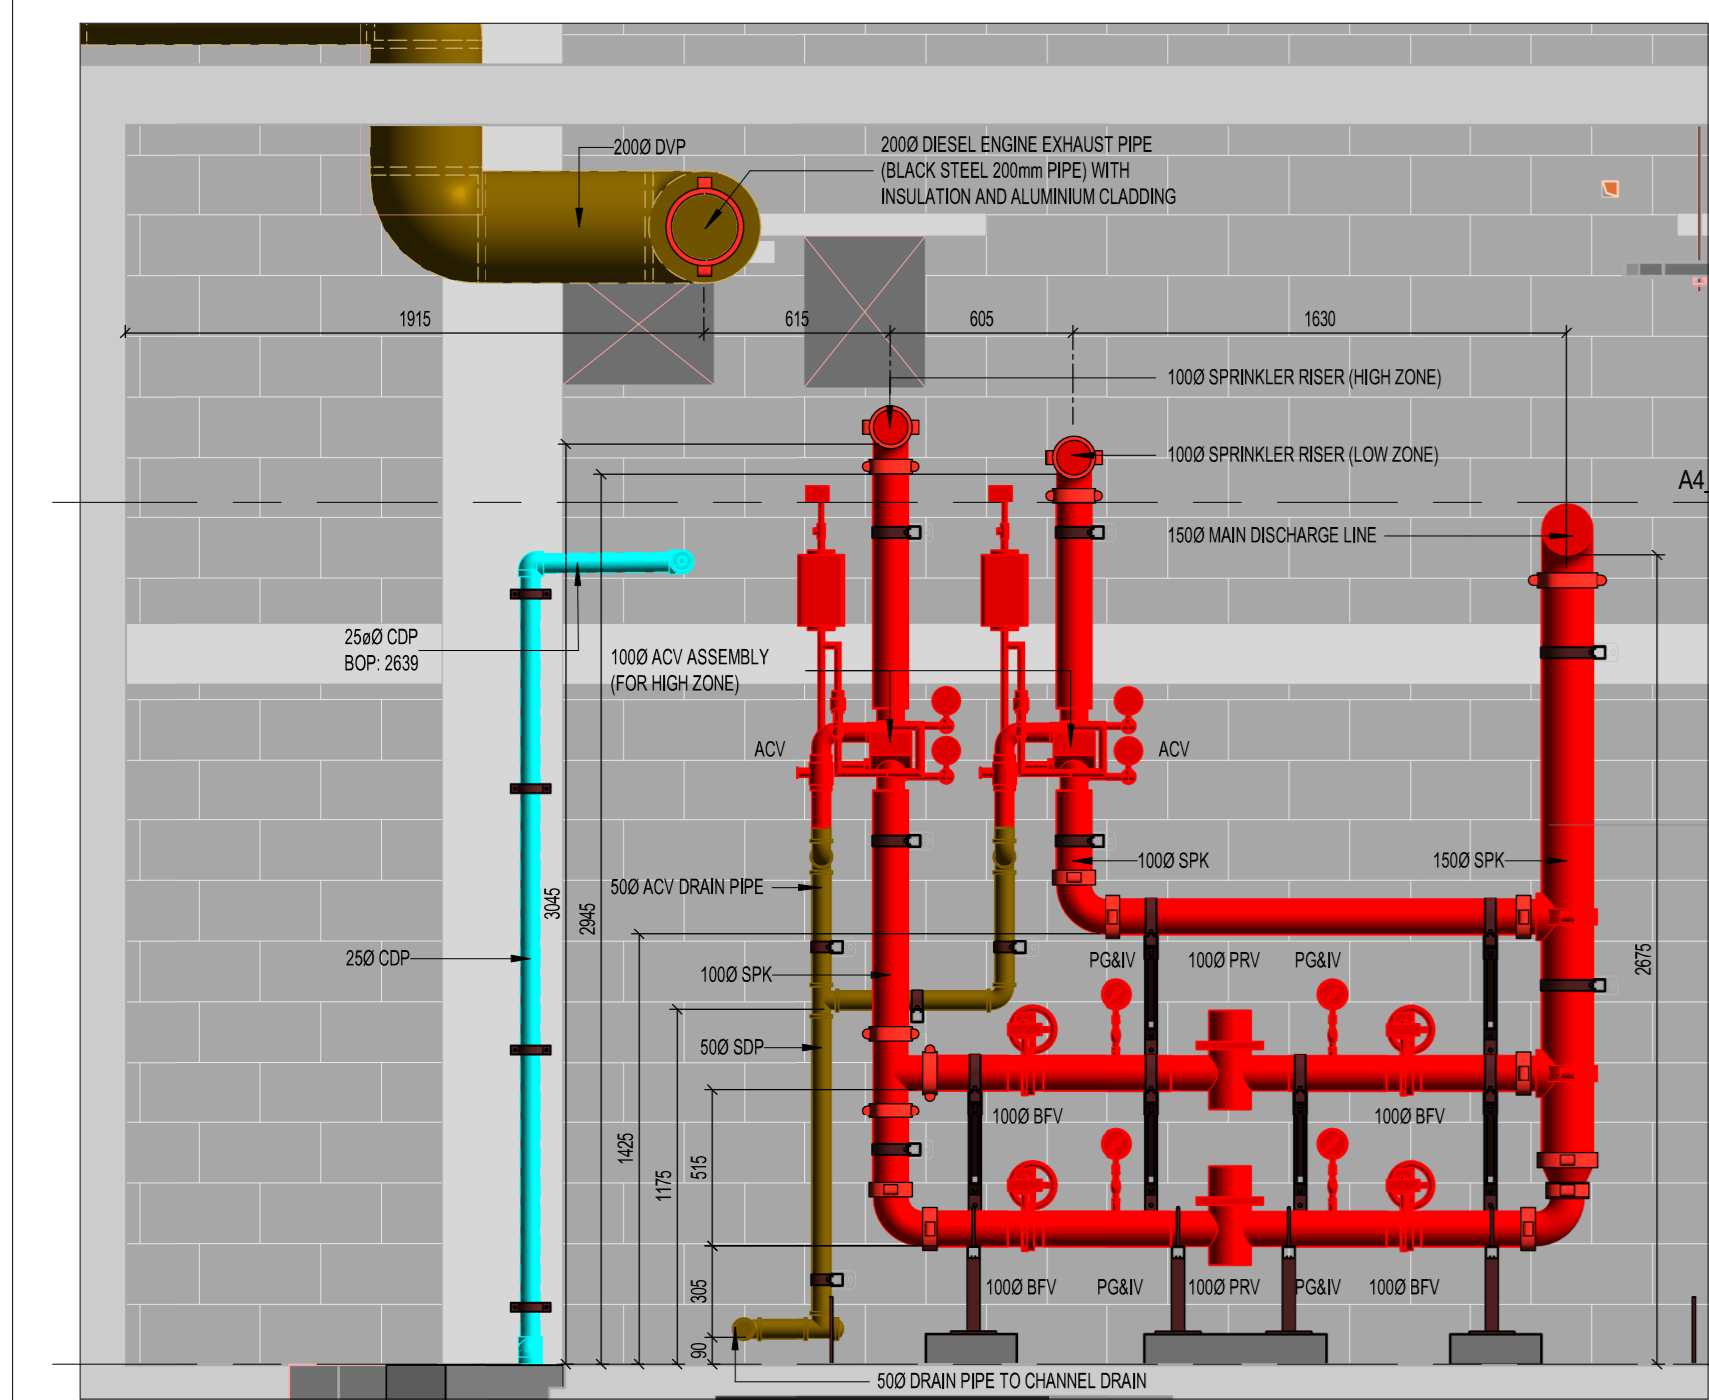 200Ø DVP
200Ø DIESEL ENGINE EXHAUST PIPE
(BLACK STEEL 200mm PIPE) WITH
INSULATION AND ALUMINIUM CLADDING
1915
615
605
1630
100Ø SPRINKLER RISER (HIGH ZONE)
100Ø SPRINKLER RISER (LOW ZONE)
A4_
150Ø MAIN DISCHARGE LINE
25øØ CDP
BOP: 2639
100Ø ACV ASSEMBLY
(FOR HIGH ZONE)
ACV
ACV
100Ø SPK
150Ø SPK
50Ø ACV DRAIN PIPE
3045
2945
25Ø CDP
100Ø SPK
PG&IV
100Ø PRV
PG&IV
2675
50Ø SDP
100Ø BFV
100Ø BFV
1425
1175
515
305
90
100Ø BFV
PG&IV
100Ø PRV
PG&IV
100Ø BFV
50Ø DRAIN PIPE TO CHANNEL DRAIN